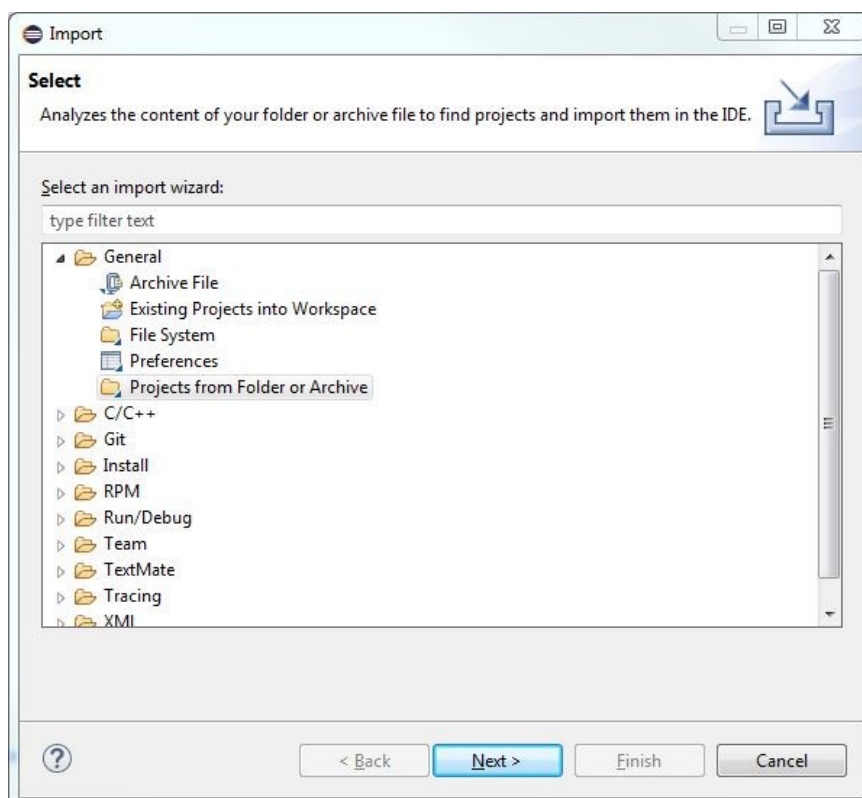 Import
Select
Analyzes the content of your folder or archive file to find projects and import them in the IDE.
Select an import wizard:
type filter text
General
Archive File
Existing Projects into Workspace
File System
Preferences
Projects from Folder or Archive
C/C++
Git
Install
RPM
Run/Debug
Team
TextMate
Tracing
XML
?
< Back
Next >
Finish
Cancel